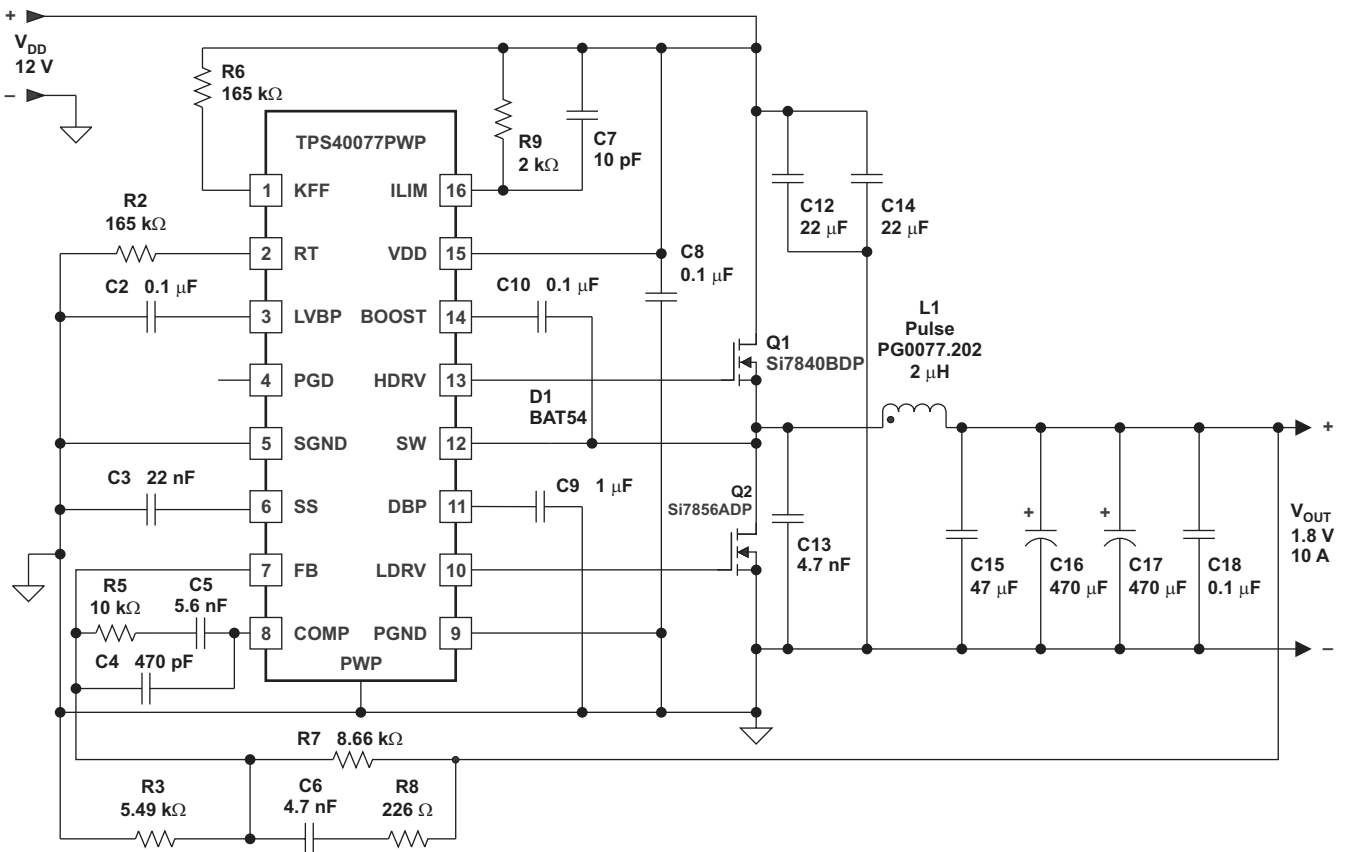 +
V_DD
12 V
−
R6
165 kΩ
TPS40077PWP
R9
2 kΩ
C7
10 pF
1 KFF
ILIM 16
C12
22 μF
C14
22 μF
R2
165 kΩ
2 RT
VDD 15
C8
0.1 μF
C2 0.1 μF
C10 0.1 μF
3 LVBP
BOOST 14
L1
Pulse
PG0077.202
2 μH
Q1
Si7840BDP
4 PGD
HDRV 13
D1
BAT54
5 SGND
SW 12
+
C3 22 nF
C9 1 μF
Q2
Si7856ADP
6 SS
DBP 11
C13
4.7 nF
+
+
V_OUT
1.8 V
10 A
C15
47 μF
C16
470 μF
C17
470 μF
C18
0.1 μF
7 FB
LDRV 10
R5
10 kΩ
C5
5.6 nF
8 COMP
PGND 9
−
C4 470 pF
PWP
R7 8.66 kΩ
R3
5.49 kΩ
C6
4.7 nF
R8
226 Ω